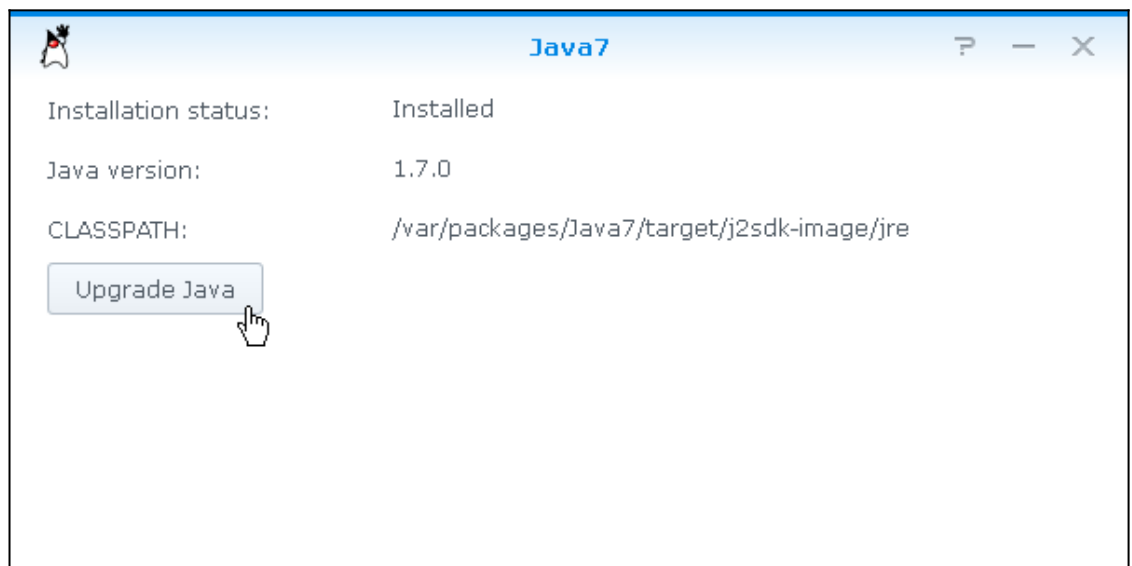 Java7
Installation status: Installed
Java version: 1.7.0
CLASSPATH: /var/packages/Java7/target/j2sdk-image/jre
Upgrade Java